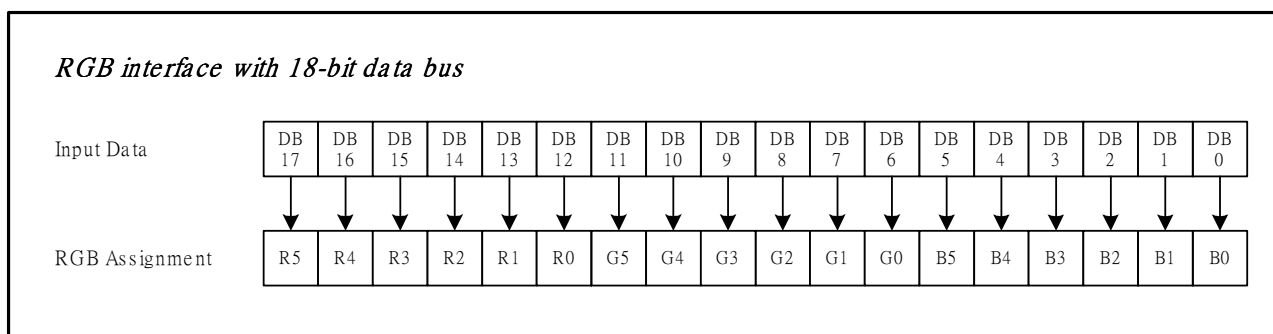 RGB interface with 18-bit data bus
Input Data DB 17 DB 16 DB 15 DB 14 DB 13 DB 12 DB 11 DB 10 DB 9 DB 8 DB 7 DB 6 DB 5 DB 4 DB 3 DB 2 DB 1 DB 0
RGB Assignment R5 R4 R3 R2 R1 R0 G5 G4 G3 G2 G1 G0 B5 B4 B3 B2 B1 B0